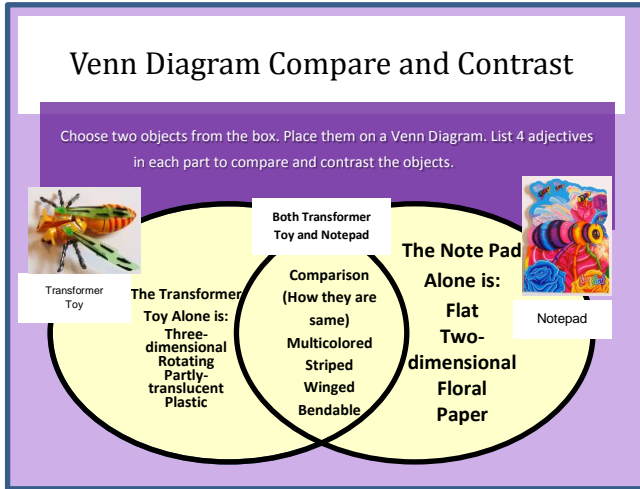 Venn Diagram Compare and Contrast
Choose two objects from the box. Place them on a Venn Diagram. List 4 adjectives
in each part to compare and contrast the objects.
Transformer
Toy
Both Transformer
Toy and Notepad
Notepad
The Transformer
Toy Alone is:
Three-
dimensional
Rotating
Partly-
translucent
Plastic
Comparison
(How they are
same)
Multicolored
Striped
Winged
Bendable
The Note Pad
Alone is:
Flat
Two-
dimensional
Floral
Paper